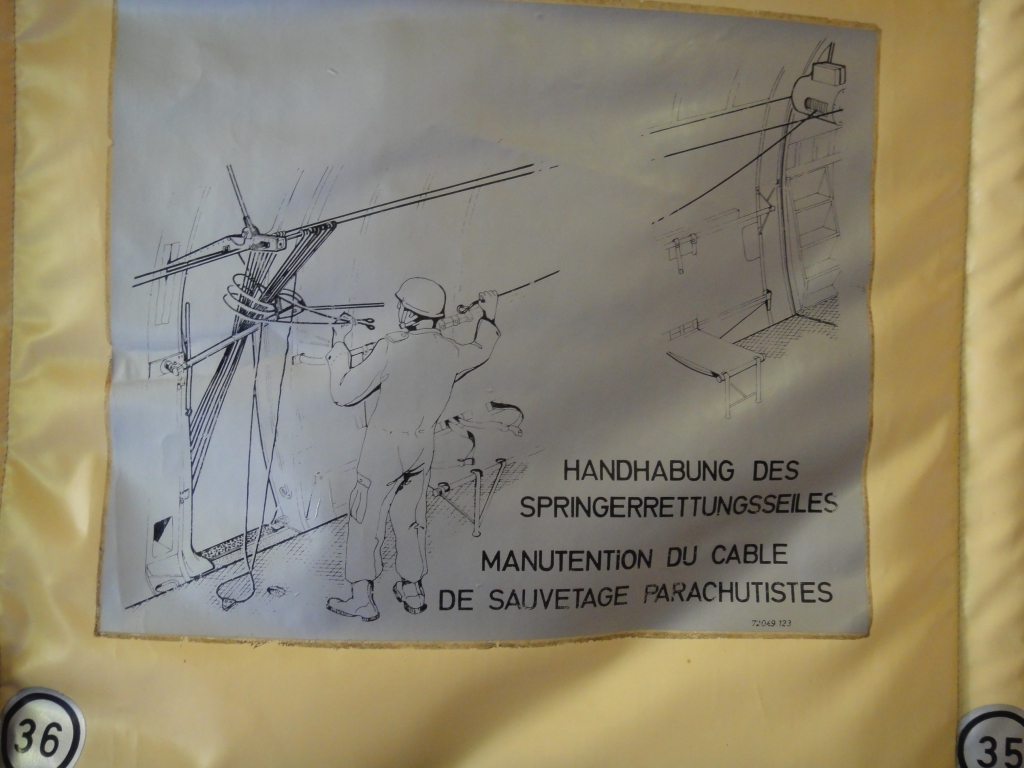 HANDHABUNG DES
SPRINGERRETTUNGSSEILES
MANUTENTiON DU CABLE
DE SAUVETAGE PARACHUTISTES
72069.123
36
35